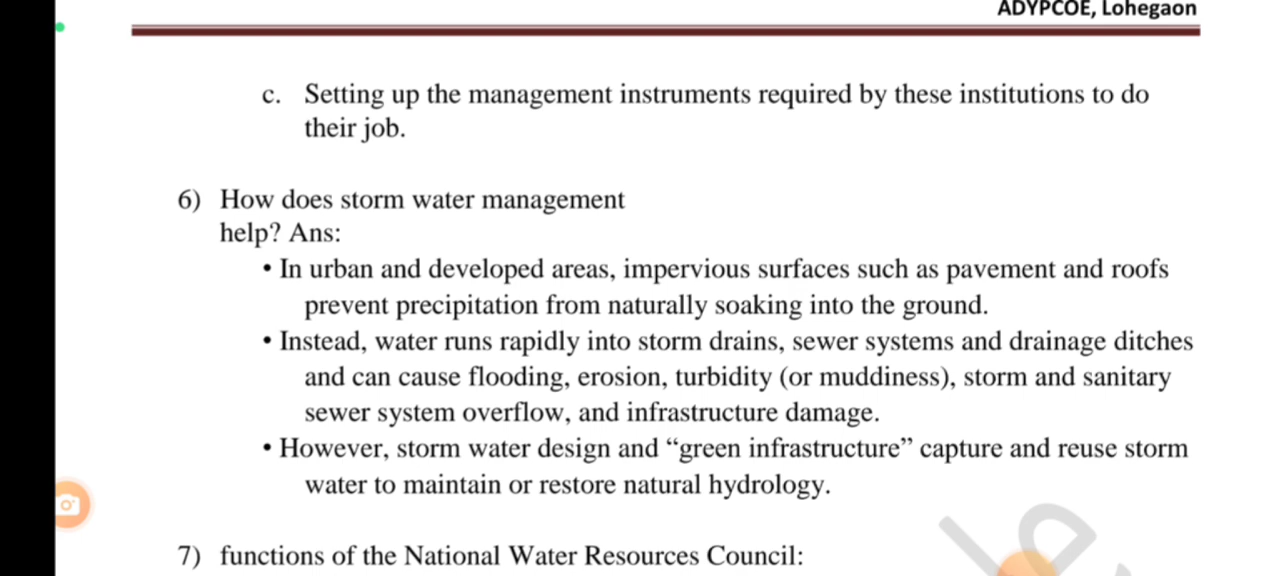 ADYPCOE, Lohegaon
c. Setting up the management instruments required by these institutions to do
their job.
6) How does storm water management
help? Ans:
• In urban and developed areas, impervious surfaces such as pavement and roofs
prevent precipitation from naturally soaking into the ground.
• Instead, water runs rapidly into storm drains, sewer systems and drainage ditches
and can cause flooding, erosion, turbidity (or muddiness), storm and sanitary
sewer system overflow, and infrastructure damage.
• However, storm water design and “green infrastructure” capture and reuse storm
water to maintain or restore natural hydrology.
7) functions of the National Water Resources Council: